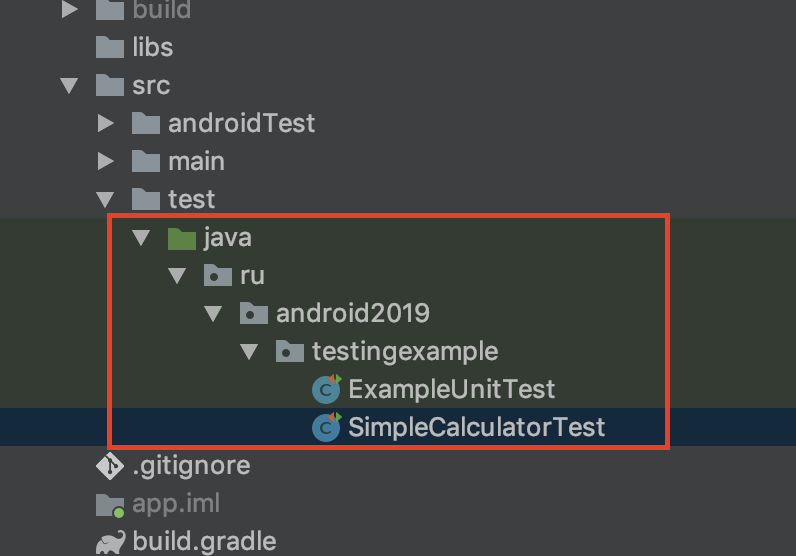 build
libs
src
androidTest
main
test
java
ru
android2019
testingexample
ExampleUnitTest
SimpleCalculatorTest
.gitignore
app.iml
build.gradle